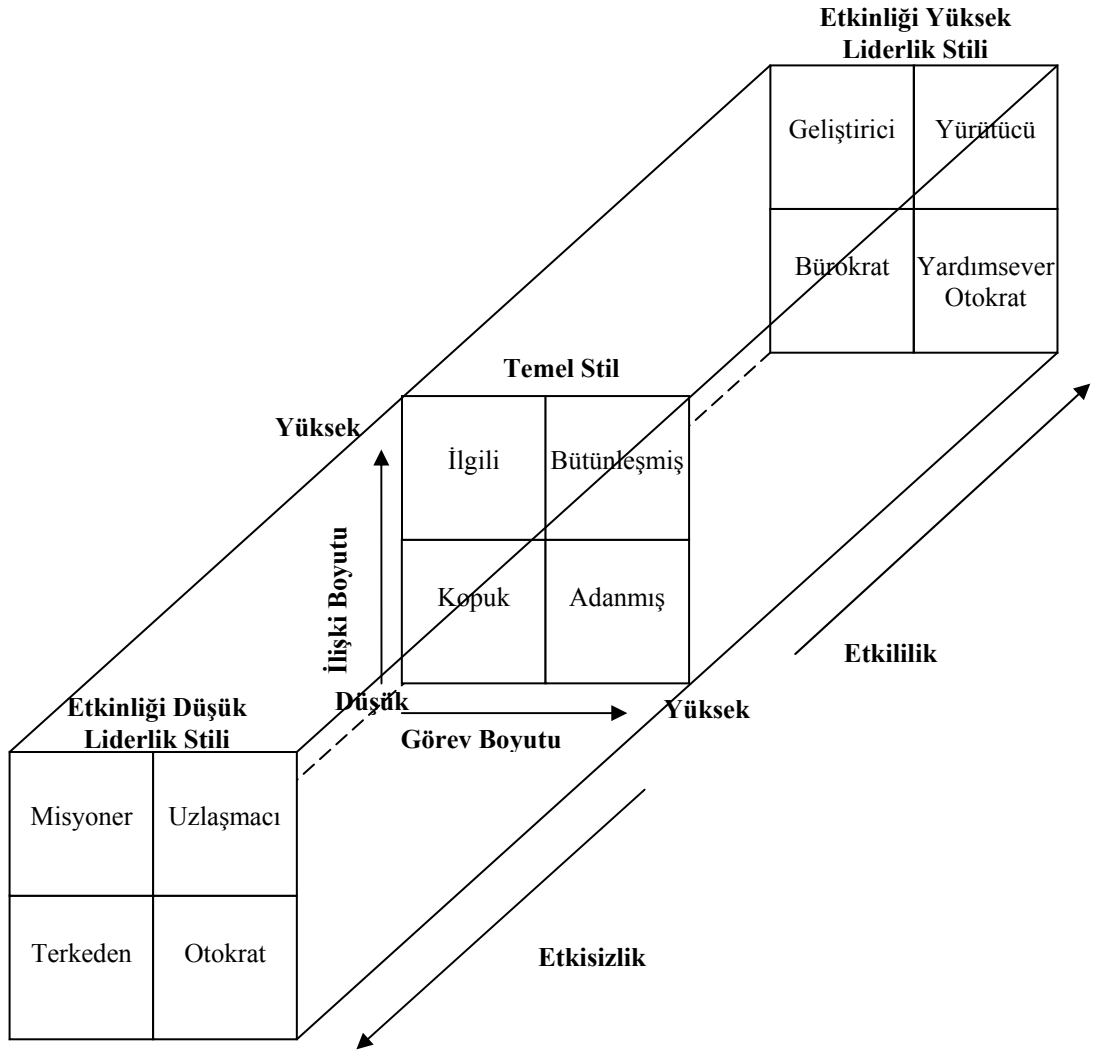 Etkinliği Yüksek
Liderlik Stili
Geliştirici
Yürütücü
Bürokrat
Yardımsever
Otokrat
Temel Stil
Yüksek
İlgili
Bütünleşmiş
İlişki Boyutu
Kopuk
Adanmış
Etkililik
Düşük
Yüksek
Görev Boyutu
Etkinliği Düşük
Liderlik Stili
Misyoner
Uzlaşmacı
Terkeden
Otokrat
Etkisizlik